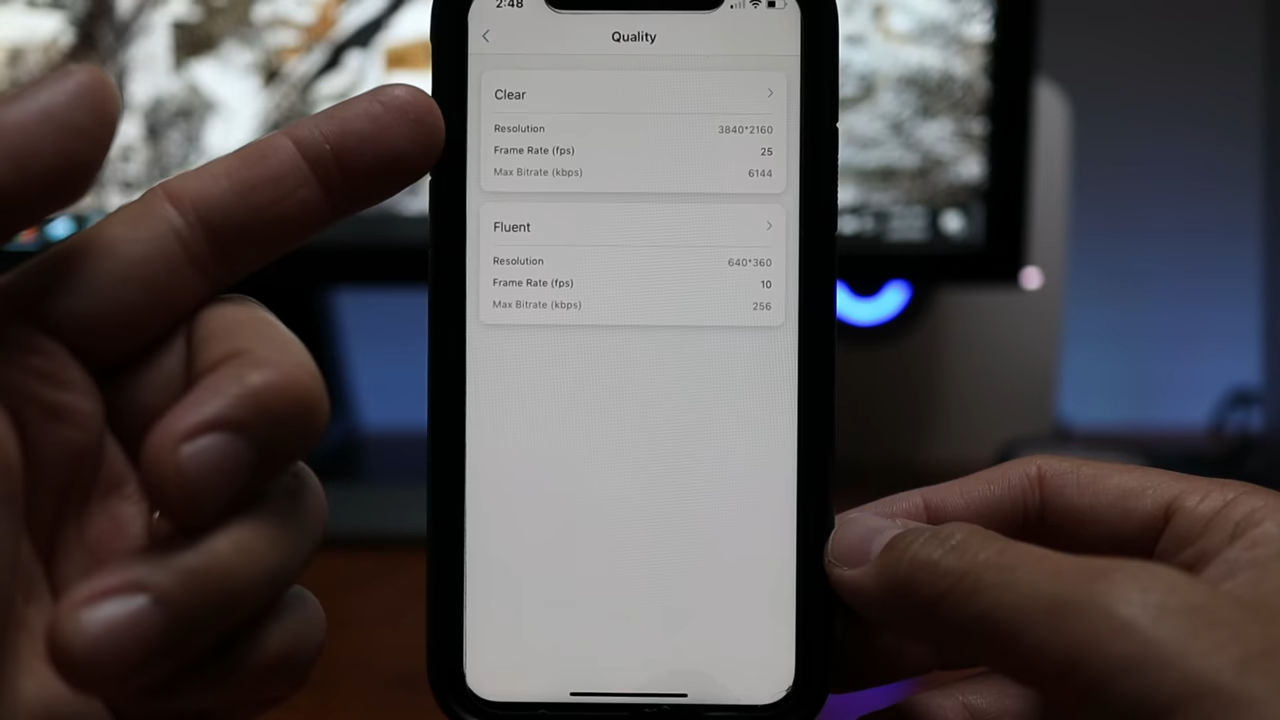 2:48
Quality
Clear
Resolution 3840*2160
Frame Rate (fps) 25
Max Bitrate (kbps) 6144
Fluent
Resolution 640*360
Frame Rate (fps) 10
Max Bitrate (kbps) 256